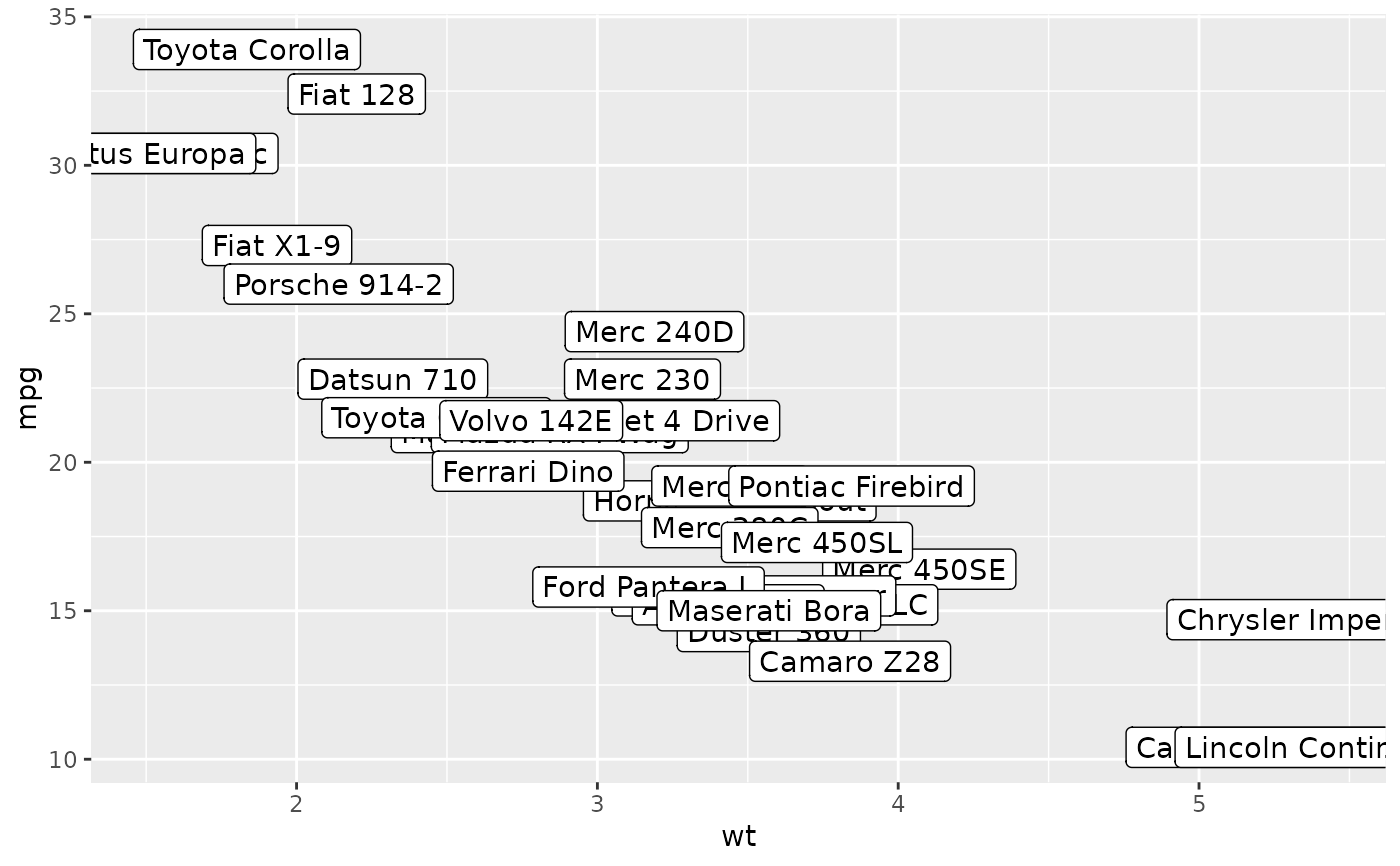 35
Toyota Corolla
Fiat 128
tus Europa c
30
Fiat X1-9
Porsche 914-2
25
Merc 240D
Datsun 710
Merc 230
Toyota
Volvo 142E
et 4 Drive
20
Ferrari Dino
Merc
Pontiac Firebird
Horn
out
Merc 280C
Merc 450SL
Merc 450SE
Ford Pantera L
15
Maserati Bora
LC
Chrysler Imper
Duster 360
Camaro Z28
10
Ca
Lincoln Contin
2
3
4
5
wt
mpg